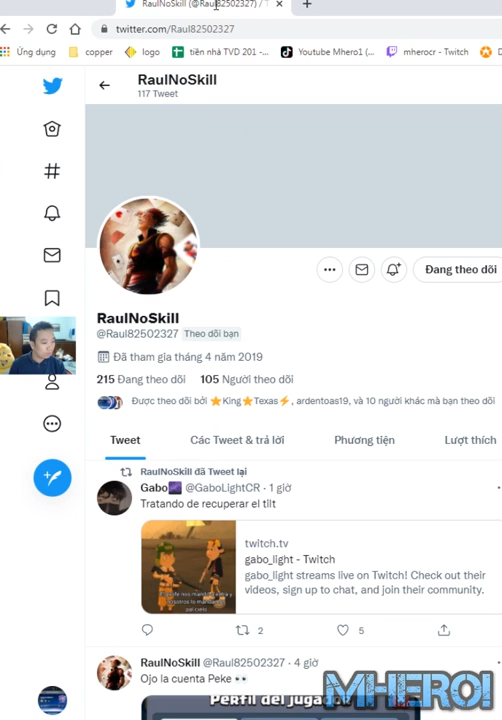 RaulNoSkill (@Raul82502327) / T
twitter.com/Raul82502327
Ứng dụng copper logo tiền nhà TVD 201 -... Youtube Mhero1 mherocr - Twitch
RaulNoSkill
117 Tweet
Đang theo dõi
RaulNoSkill
@Raul82502327 Theo dõi bạn
Đã tham gia tháng 4 năm 2019
215 Đang theo dõi 105 Người theo dõi
Được theo dõi bởi ⭐King⭐Texas⚡, ardentoas19, và 10 người khác mà bạn theo dõi
Tweet Các Tweet & trả lời Phương tiện Lượt thích
RaulNoSkill đã Tweet lại
Gabo @GaboLightCR · 1 giờ
Tratando de recuperar el tilt
twitch.tv
gabo_light - Twitch
gabo_light streams live on Twitch! Check out their
videos, sign up to chat, and join their community.
2 5
RaulNoSkill @Raul82502327 · 4 giờ
Ojo la cuenta Peke 👀
Perfil del jugador
MHERO!